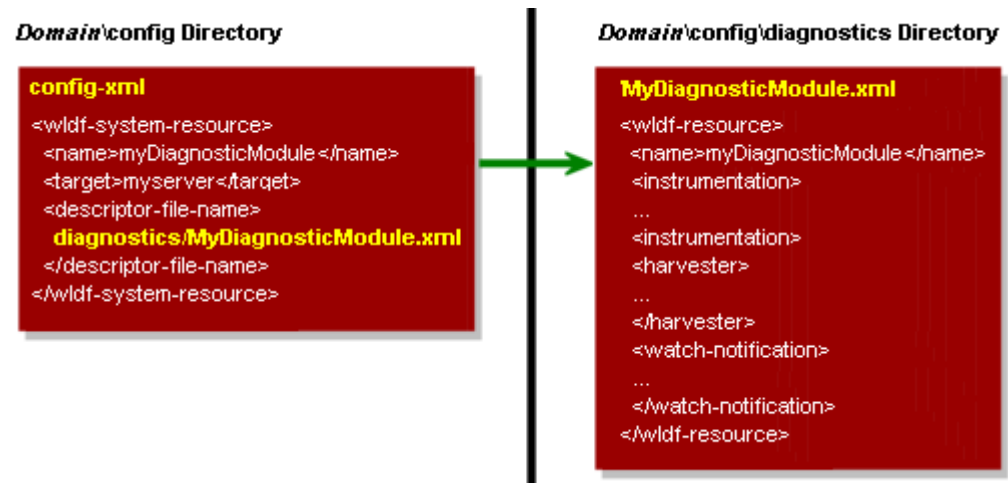 Domain\config Directory
config-xml
<wldf-system-resource>
<name>myDiagnosticModule</name>
<target>myserver</target>
<descriptor-file-name>
diagnostics/MyDiagnosticModule.xml
</descriptor-file-name>
</wldf-system-resource>
Domain\config\diagnostics Directory
MyDiagnosticModule.xml
<wldf-resource>
<name>myDiagnosticModule</name>
<instrumentation>
...
<instrumentation>
<harvester>
...
</harvester>
<watch-notification>
...
</watch-notification>
</wldf-resource>